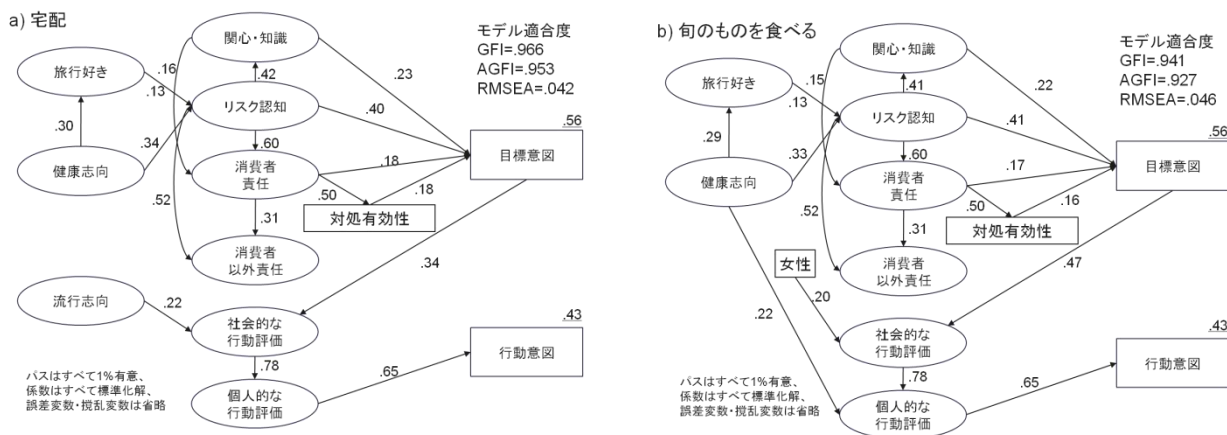 a) 宅配
関心・知識
モデル適合度
GFI=.966
AGFI=.953
RMSEA=.042
旅行好き
.16
.13
.42
.23
リスク認知
.40
.30
.34
.60
.56
目標意図
健康志向
消費者
責任
.18
.18
.52
.50
対処有効性
.31
消費者
以外責任
.34
流行志向
.22
社会的な
行動評価
.43
行動意図
.78
.65
個人的な
行動評価
パスはすべて1%有意、
係数はすべて標準化解、
誤差変数・撹乱変数は省略
b) 旬のものを食べる
関心・知識
モデル適合度
GFI=.941
AGFI=.927
RMSEA=.046
旅行好き
.15
.13
.41
.22
リスク認知
.41
.29
.33
.60
.56
目標意図
健康志向
消費者
責任
.17
.16
.52
.50
対処有効性
.31
女性
消費者
以外責任
.47
.20
.22
社会的な
行動評価
.43
行動意図
.78
.65
個人的な
行動評価
パスはすべて1%有意、
係数はすべて標準化解、
誤差変数・撹乱変数は省略